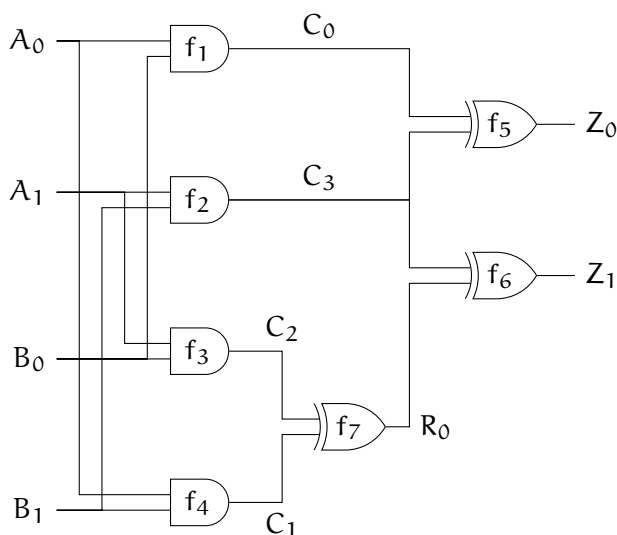 A₀ f₁ C₀
f₅ Z₀
A₁ f₂ C₃
f₆ Z₁
B₀ f₃ C₂
f₇ R₀
B₁ f₄ C₁